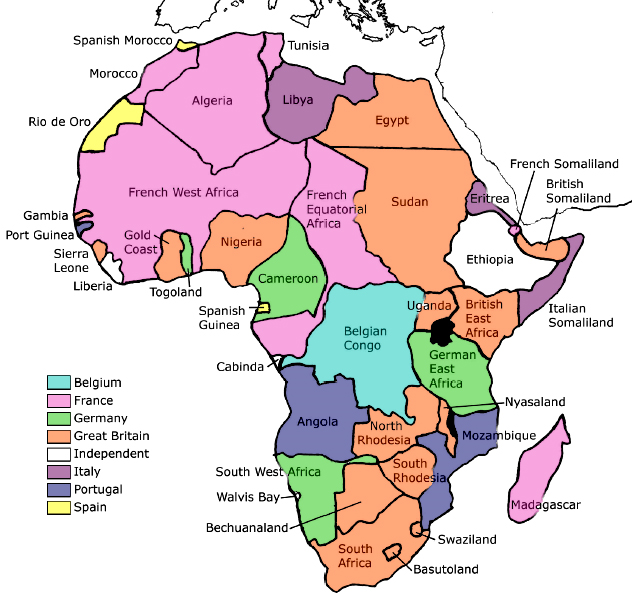 Spanish Morocco
Tunisia
Morocco
Algeria
Libya
Rio de Oro
Egypt
French Somaliland
British
Somaliland
French West Africa
French
Equatorial
Africa
Sudan
Eritrea
Gambia
Port Guinea
Gold
Coast
Nigeria
Sierra
Leone
Ethiopia
Liberia
Togoland
Cameroon
Spanish
Guinea
Uganda
British
East
Africa
Italian
Somaliland
Belgian
Congo
German
East
Africa
Cabinda
Belgium
France
Germany
Great Britain
Independent
Italy
Portugal
Spain
Nyasaland
Angola
North
Rhodesia
Mozambique
South West Africa
South
Rhodesia
Walvis Bay
Madagascar
Bechuanaland
Swaziland
South
Africa
Basutoland